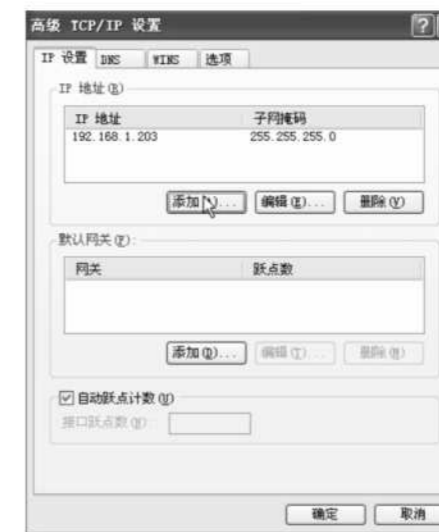 高级 TCP/IP 设置
IP 设置 DNS WINS 选项
IP 地址(R)
IP 地址 子网掩码
192.168.1.203 255.255.255.0
添加(A)... 编辑(E)... 删除(V)
默认网关(F):
网关 跃点数
添加(D)... 编辑(T)... 删除(M)
自动跃点计数(U)
接口跃点数(N):
确定 取消